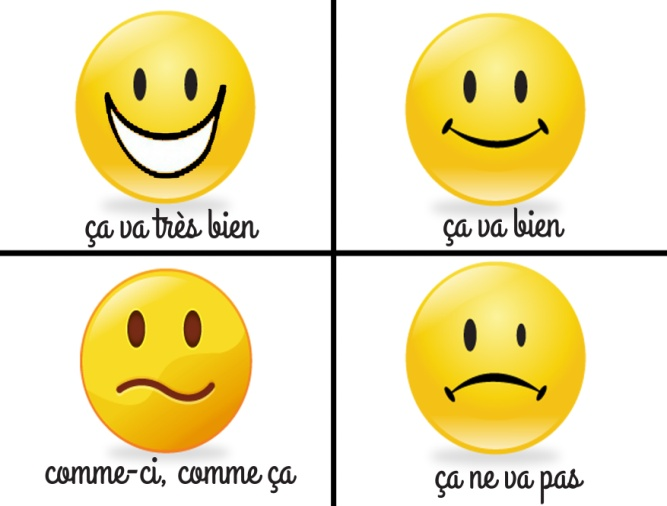 ça va très bien
ça va bien
comme-ci, comme ça
ça ne va pas